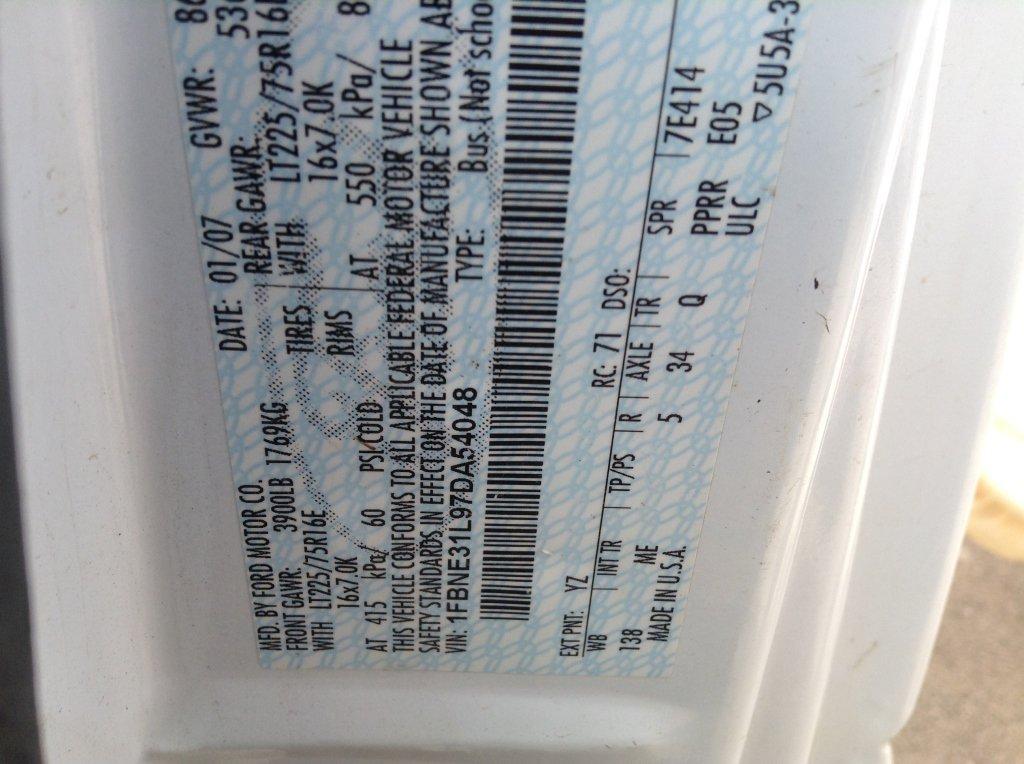 MFD. BY FORD MOTOR CO. DATE: 01/07 GVWR:
FRONT GAWR: 3900LB 1769KG REAR GAWR:
WITH LT225/75R16E TIRES WITH LT225/75R16
16x7.0K RIMS 16x7.0K
AT 415 kPa/ 60 PSI/COLD AT 550 kPa/ 8
THIS VEHICLE CONFORMS TO ALL APPLICABLE FEDERAL MOTOR VEHICLE
SAFETY STANDARDS IN EFFECT ON THE DATE OF MANUFACTURE SHOWN AB
VIN: 1FBNE31L97DA54048 TYPE: Bus (Not schoo
EXT PNT: YZ RC: 71 DSO:
WB | INT TR | TP/PS | R | AXLE | TR | SPR | 7E414
138 ME 5 34 Q PPRR E05
MADE IN U.S.A. ULC ▽ 5U5A-3